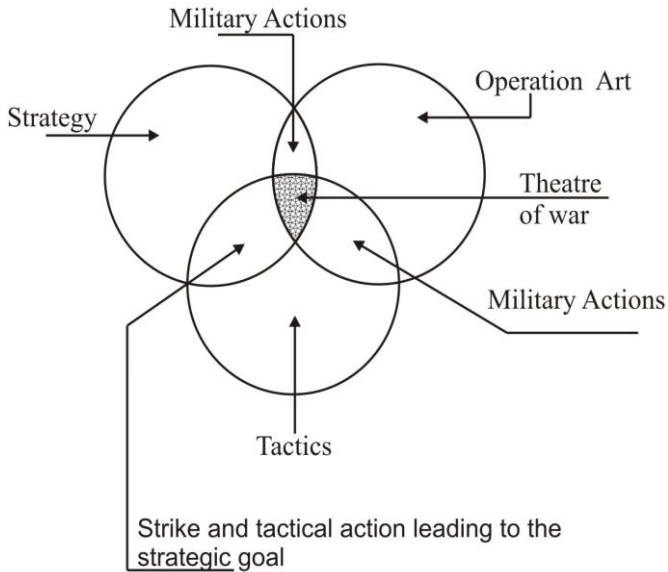 Military Actions
Operation Art
Strategy
Theatre
of war
Military Actions
Tactics
Strike and tactical action leading to the
strategic goal